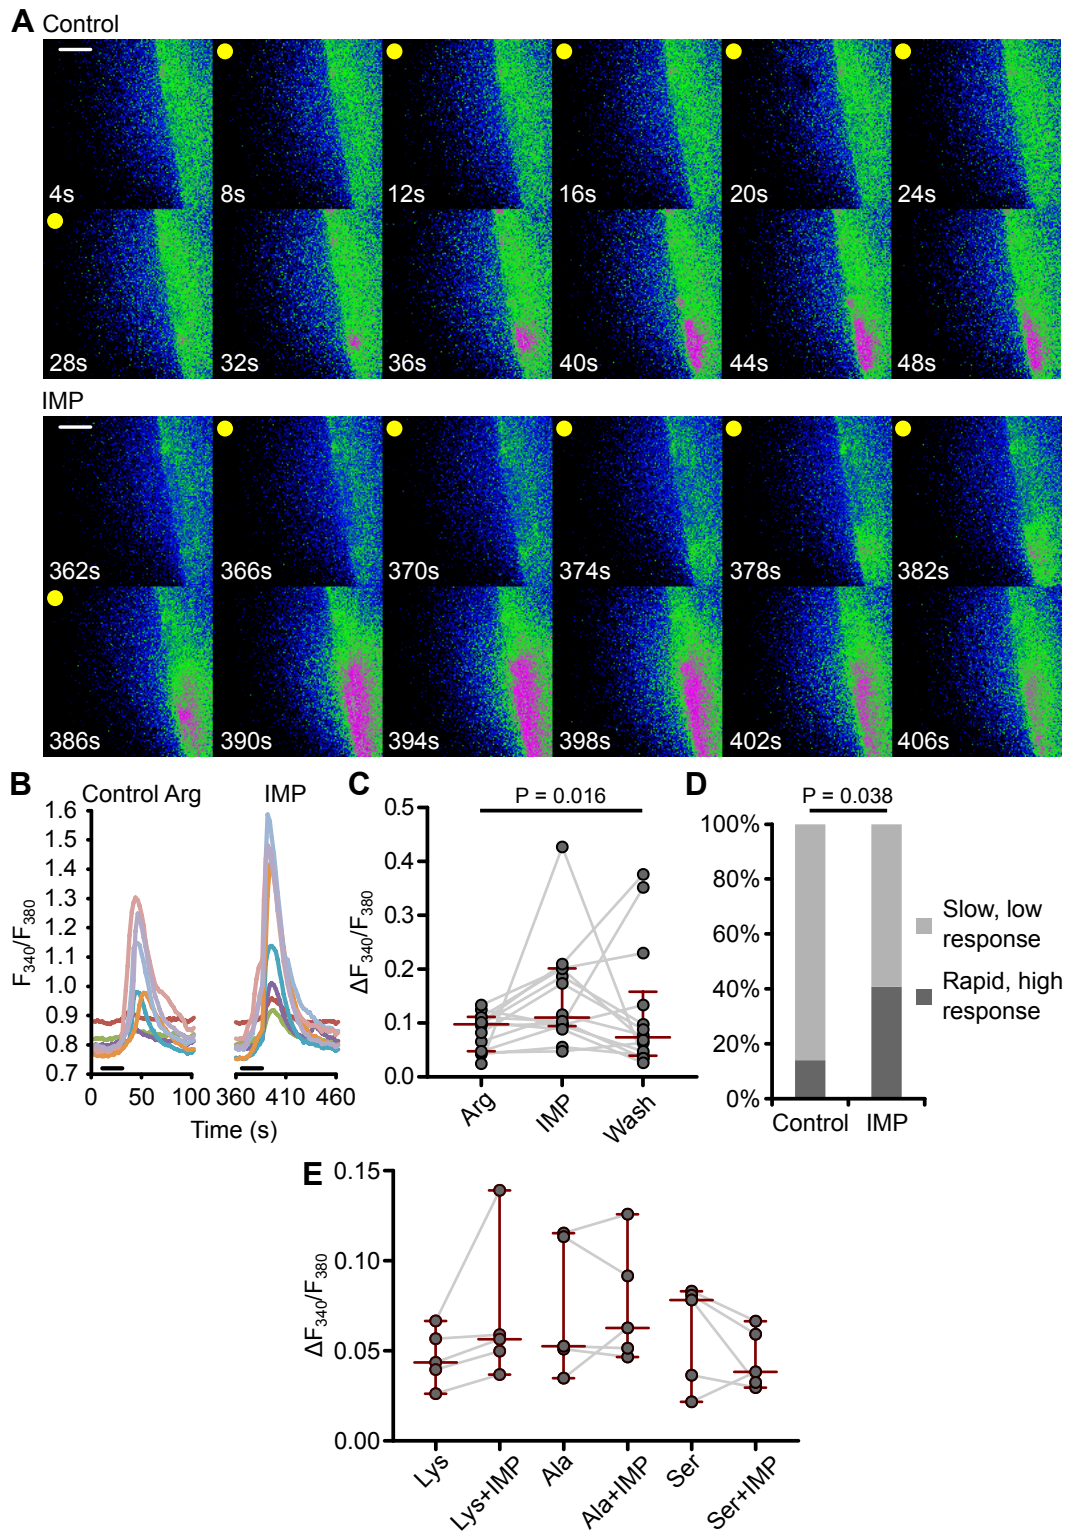 A Control
4s 8s 12s 16s 20s 24s
28s 32s 36s 40s 44s 48s
IMP
362s 366s 370s 374s 378s 382s
386s 390s 394s 398s 402s 406s
B
Control Arg IMP
F340/F380
1.6
1.5
1.4
1.3
1.2
1.1
1.0
0.9
0.8
0.7
0 50 100 360 410 460
Time (s)
C
P = 0.016
ΔF340/F380
0.5
0.4
0.3
0.2
0.1
0.0
Arg IMP Wash
D
P = 0.038
100%
80%
60%
40%
20%
0%
Control IMP
Slow, low
response
Rapid, high
response
E
ΔF340/F380
0.15
0.10
0.05
0.00
Lys Lys+IMP Ala Ala+IMP Ser Ser+IMP